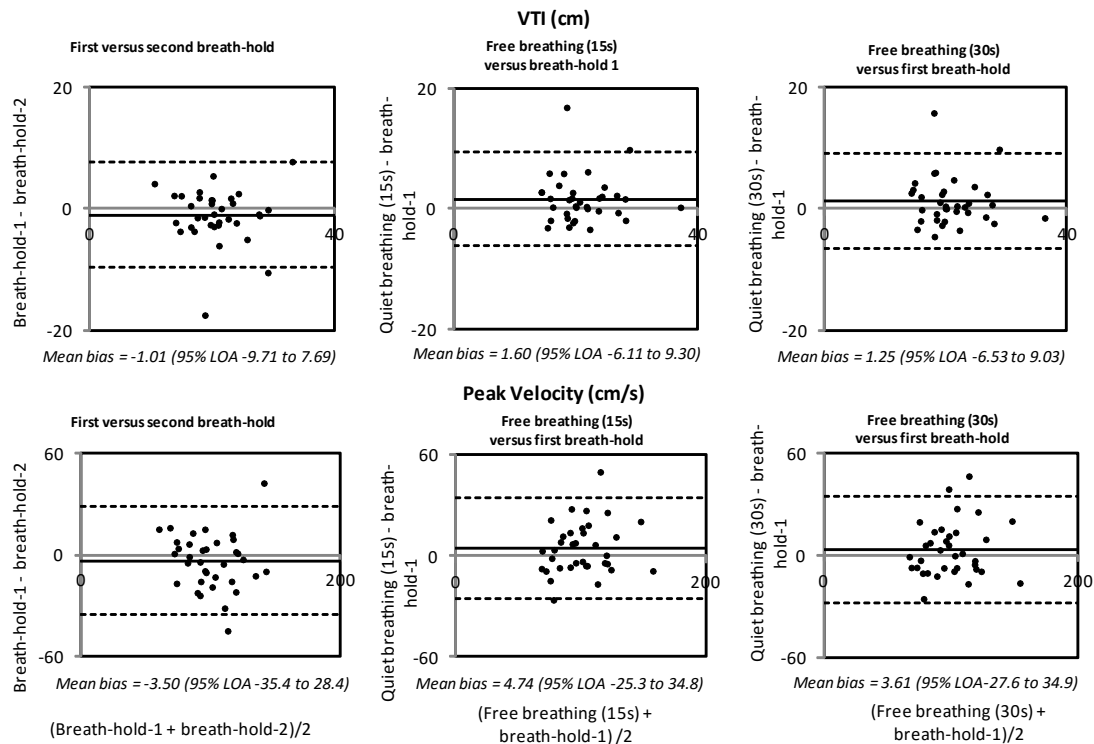 VTI (cm)
First versus second breath-hold
Breath-hold-1 - breath-hold-2
20
0
-20
0
40
Mean bias = -1.01 (95% LOA -9.71 to 7.69)
Free breathing (15s)
versus breath-hold 1
Quiet breathing (15s) - breath-
hold-1
20
0
-20
0
40
Mean bias = 1.60 (95% LOA -6.11 to 9.30)
Free breathing (30s)
versus first breath-hold
Quiet breathing (30s) - breath-
hold-1
20
0
-20
0
40
Mean bias = 1.25 (95% LOA -6.53 to 9.03)
Peak Velocity (cm/s)
First versus second breath-hold
Breath-hold-1 - breath-hold-2
60
0
-60
0
200
Mean bias = -3.50 (95% LOA -35.4 to 28.4)
(Breath-hold-1 + breath-hold-2)/2
Free breathing (15s)
versus first breath-hold
Quiet breathing (15s) - breath-
hold-1
60
0
-60
0
200
Mean bias = 4.74 (95% LOA -25.3 to 34.8)
(Free breathing (15s) +
breath-hold-1)/2
Free breathing (30s)
versus first breath-hold
Quiet breathing (30s) - breath-
hold-1
60
0
-60
0
200
Mean bias = 3.61 (95% LOA -27.6 to 34.9)
(Free breathing (30s) +
breath-hold-1)/2